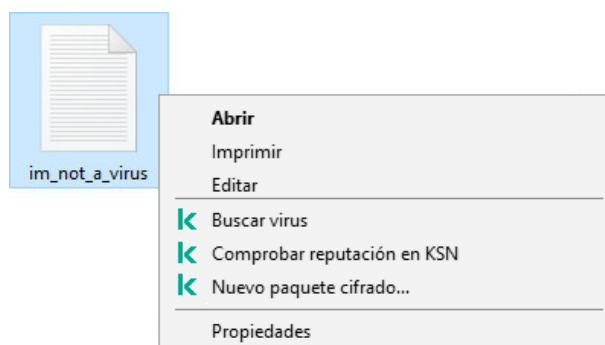 im_not_a_virus
Abrir
Imprimir
Editar
Buscar virus
Comprobar reputación en KSN
Nuevo paquete cifrado...
Propiedades